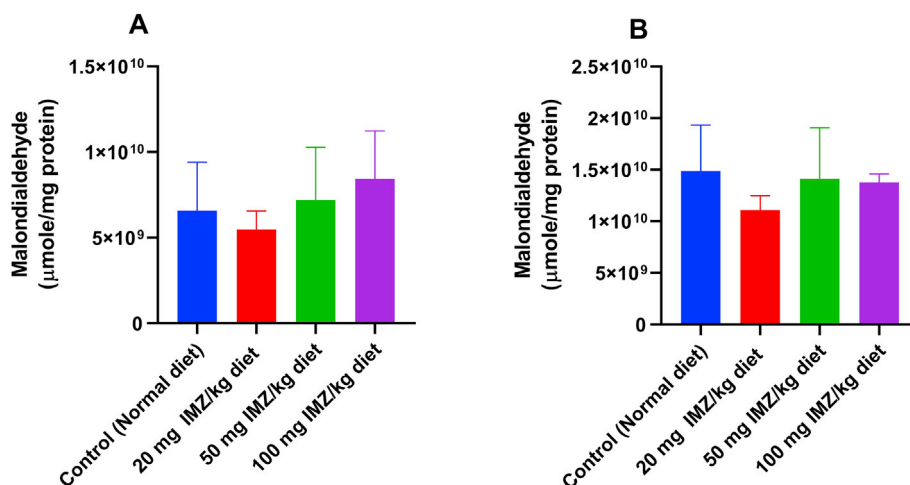 A
Malondialdehyde
(μmole/mg protein)
1.5×10¹⁰
1×10¹⁰
5×10⁹
0
Control (Normal diet)
20 mg IMZ/kg diet
50 mg IMZ/kg diet
100 mg IMZ/kg diet
B
Malondialdehyde
(μmole/mg protein)
2.5×10¹⁰
2×10¹⁰
1.5×10¹⁰
1×10¹⁰
5×10⁹
0
Control (Normal diet)
20 mg IMZ/kg diet
50 mg IMZ/kg diet
100 mg IMZ/kg diet